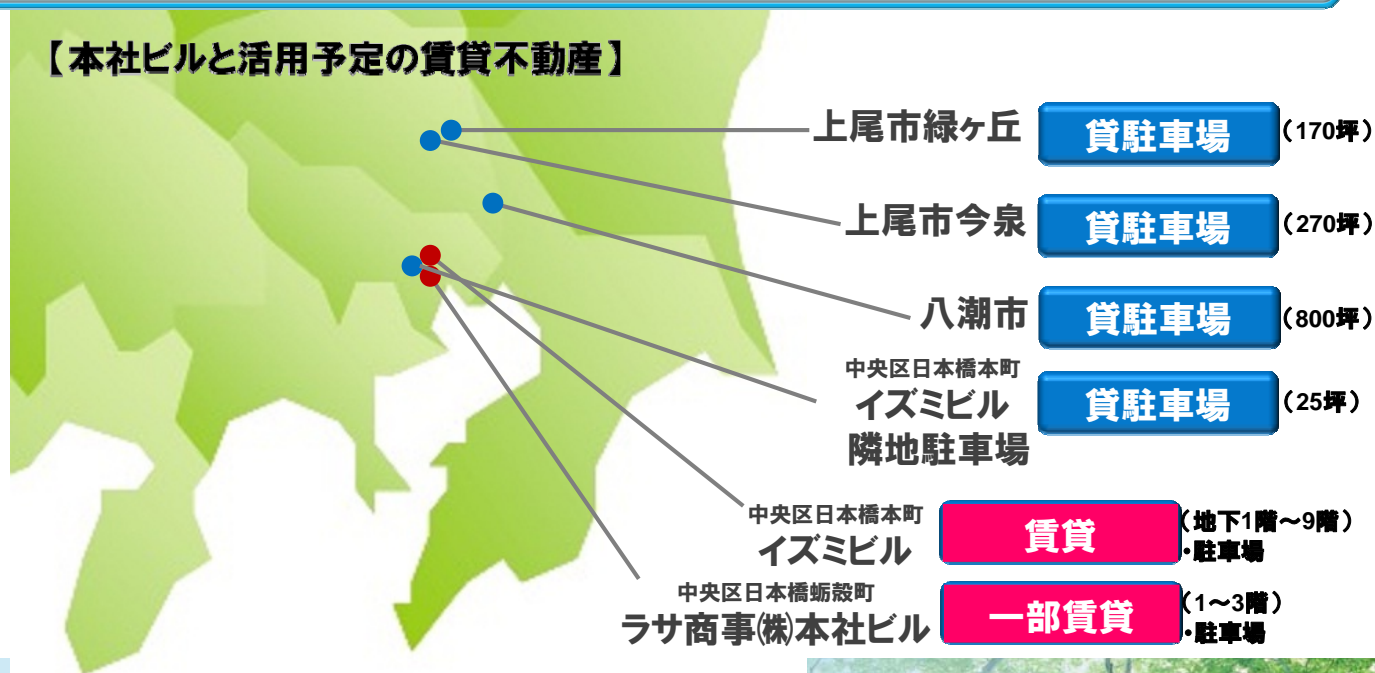 【本社ビルと活用予定の賃貸不動産】
上尾市緑ヶ丘 貸駐車場 (170坪)
上尾市今泉 貸駐車場 (270坪)
八潮市 貸駐車場 (800坪)
中央区日本橋本町
イズミビル 貸駐車場 (25坪)
隣地駐車場
中央区日本橋本町
イズミビル 賃貸 (地下1階～9階)
・駐車場
中央区日本橋蛎殻町
ラサ商事㈱本社ビル 一部賃貸 (1～3階)
・駐車場